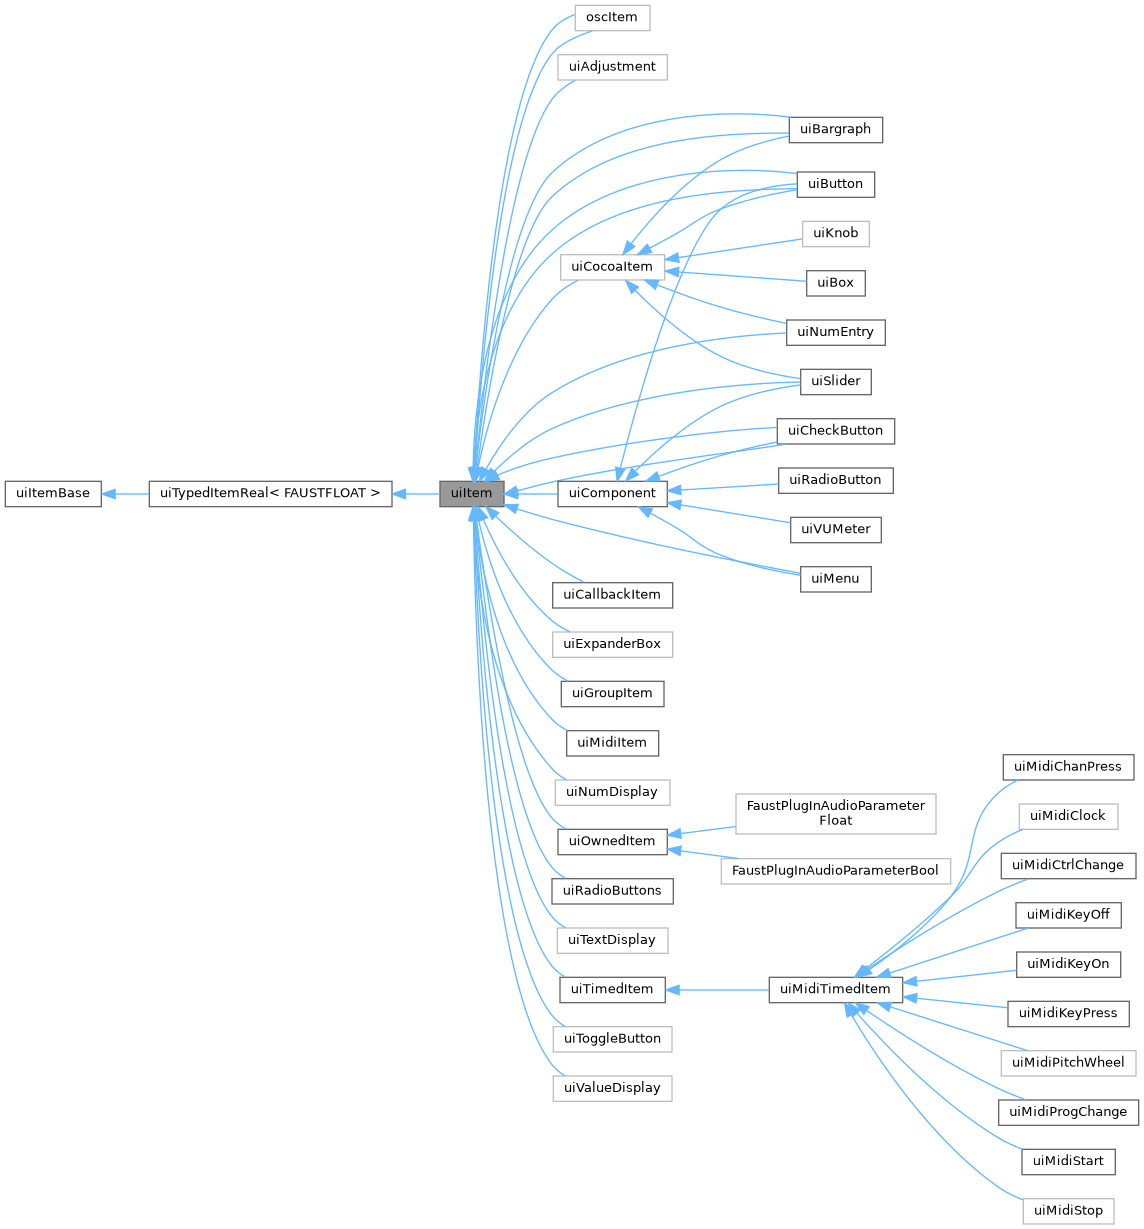 oscItem
uiAdjustment
uiBargraph
uiButton
uiKnob
uiCocoaItem
uiBox
uiNumEntry
uiSlider
uiCheckButton
uiRadioButton
uiItemBase
uiTypedItemReal< FAUSTFLOAT >
uiItem
uiComponent
uiVUMeter
uiMenu
uiCallbackItem
uiExpanderBox
uiGroupItem
uiMidiItem
uiNumDisplay
uiOwnedItem
FaustPlugInAudioParameter
Float
FaustPlugInAudioParameterBool
uiRadioButtons
uiTextDisplay
uiTimedItem
uiToggleButton
uiValueDisplay
uiMidiTimedItem
uiMidiChanPress
uiMidiClock
uiMidiCtrlChange
uiMidiKeyOff
uiMidiKeyOn
uiMidiKeyPress
uiMidiPitchWheel
uiMidiProgChange
uiMidiStart
uiMidiStop